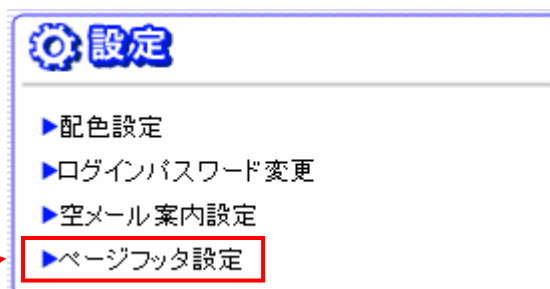 設定
▶配色設定
▶ログインパスワード変更
▶空メール案内設定
▶ページフッタ設定